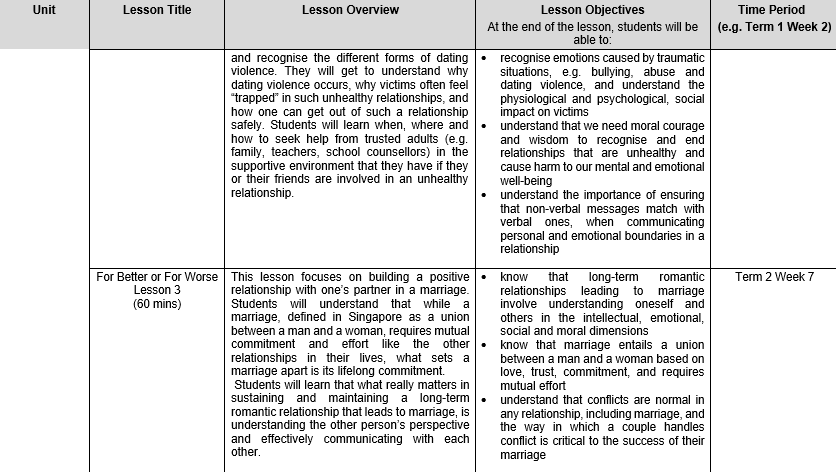 Unit
Lesson Title
Lesson Overview
Lesson Objectives
At the end of the lesson, students will be
able to:
Time Period
(e.g. Term 1 Week 2)
and recognise the different forms of dating
violence. They will get to understand why
dating violence occurs, why victims often feel
“trapped” in such unhealthy relationships, and
how one can get out of such a relationship
safely. Students will learn when, where and
how to seek help from trusted adults (e.g.
family, teachers, school counsellors) in the
supportive environment that they have if they
or their friends are involved in an unhealthy
relationship.
• recognise emotions caused by traumatic
situations, e.g. bullying, abuse and
dating violence, and understand the
physiological and psychological, social
impact on victims
• understand that we need moral courage
and wisdom to recognise and end
relationships that are unhealthy and
cause harm to our mental and emotional
well-being
• understand the importance of ensuring
that non-verbal messages match with
verbal ones, when communicating
personal and emotional boundaries in a
relationship
For Better or For Worse
Lesson 3
(60 mins)
This lesson focuses on building a positive
relationship with one’s partner in a marriage.
Students will understand that while a
marriage, defined in Singapore as a union
between a man and a woman, requires mutual
commitment and effort like the other
relationships in their lives, what sets a
marriage apart is its lifelong commitment.
Students will learn that what really matters in
sustaining and maintaining a long-term
romantic relationship that leads to marriage, is
understanding the other person’s perspective
and effectively communicating with each
other.
• know that long-term romantic
relationships leading to marriage
involve understanding oneself and
others in the intellectual, emotional,
social and moral dimensions
• know that marriage entails a union
between a man and a woman based on
love, trust, commitment, and requires
mutual effort
• understand that conflicts are normal in
any relationship, including marriage, and
the way in which a couple handles
conflict is critical to the success of their
marriage
Term 2 Week 7